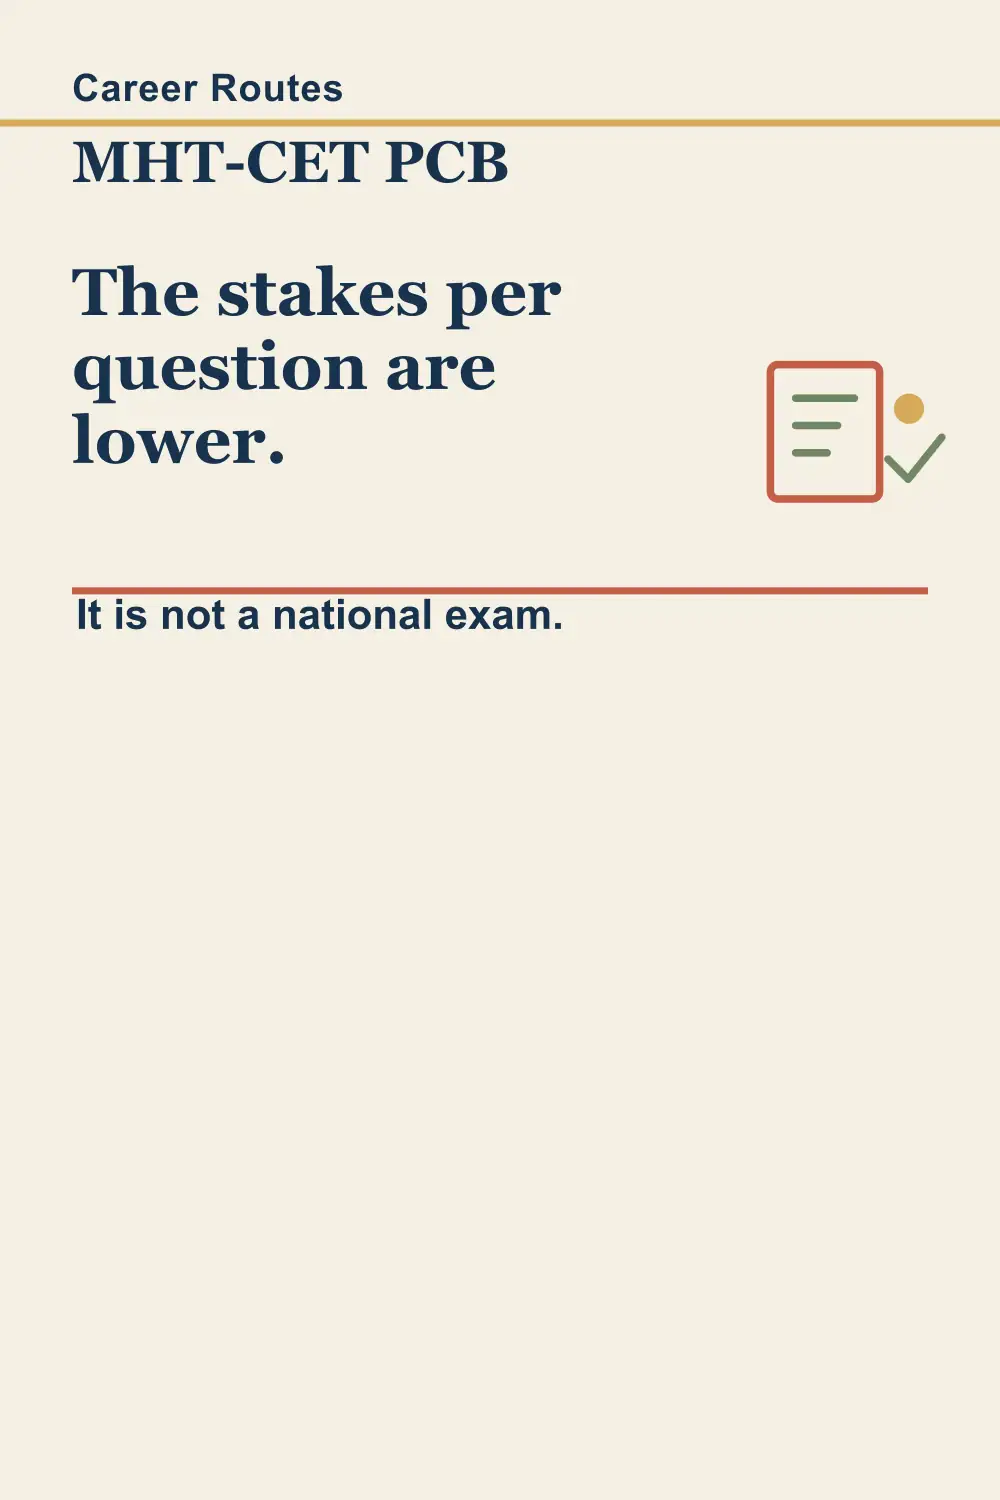 Career Routes
MHT-CET PCB
The stakes per
question are
lower.
It is not a national exam.